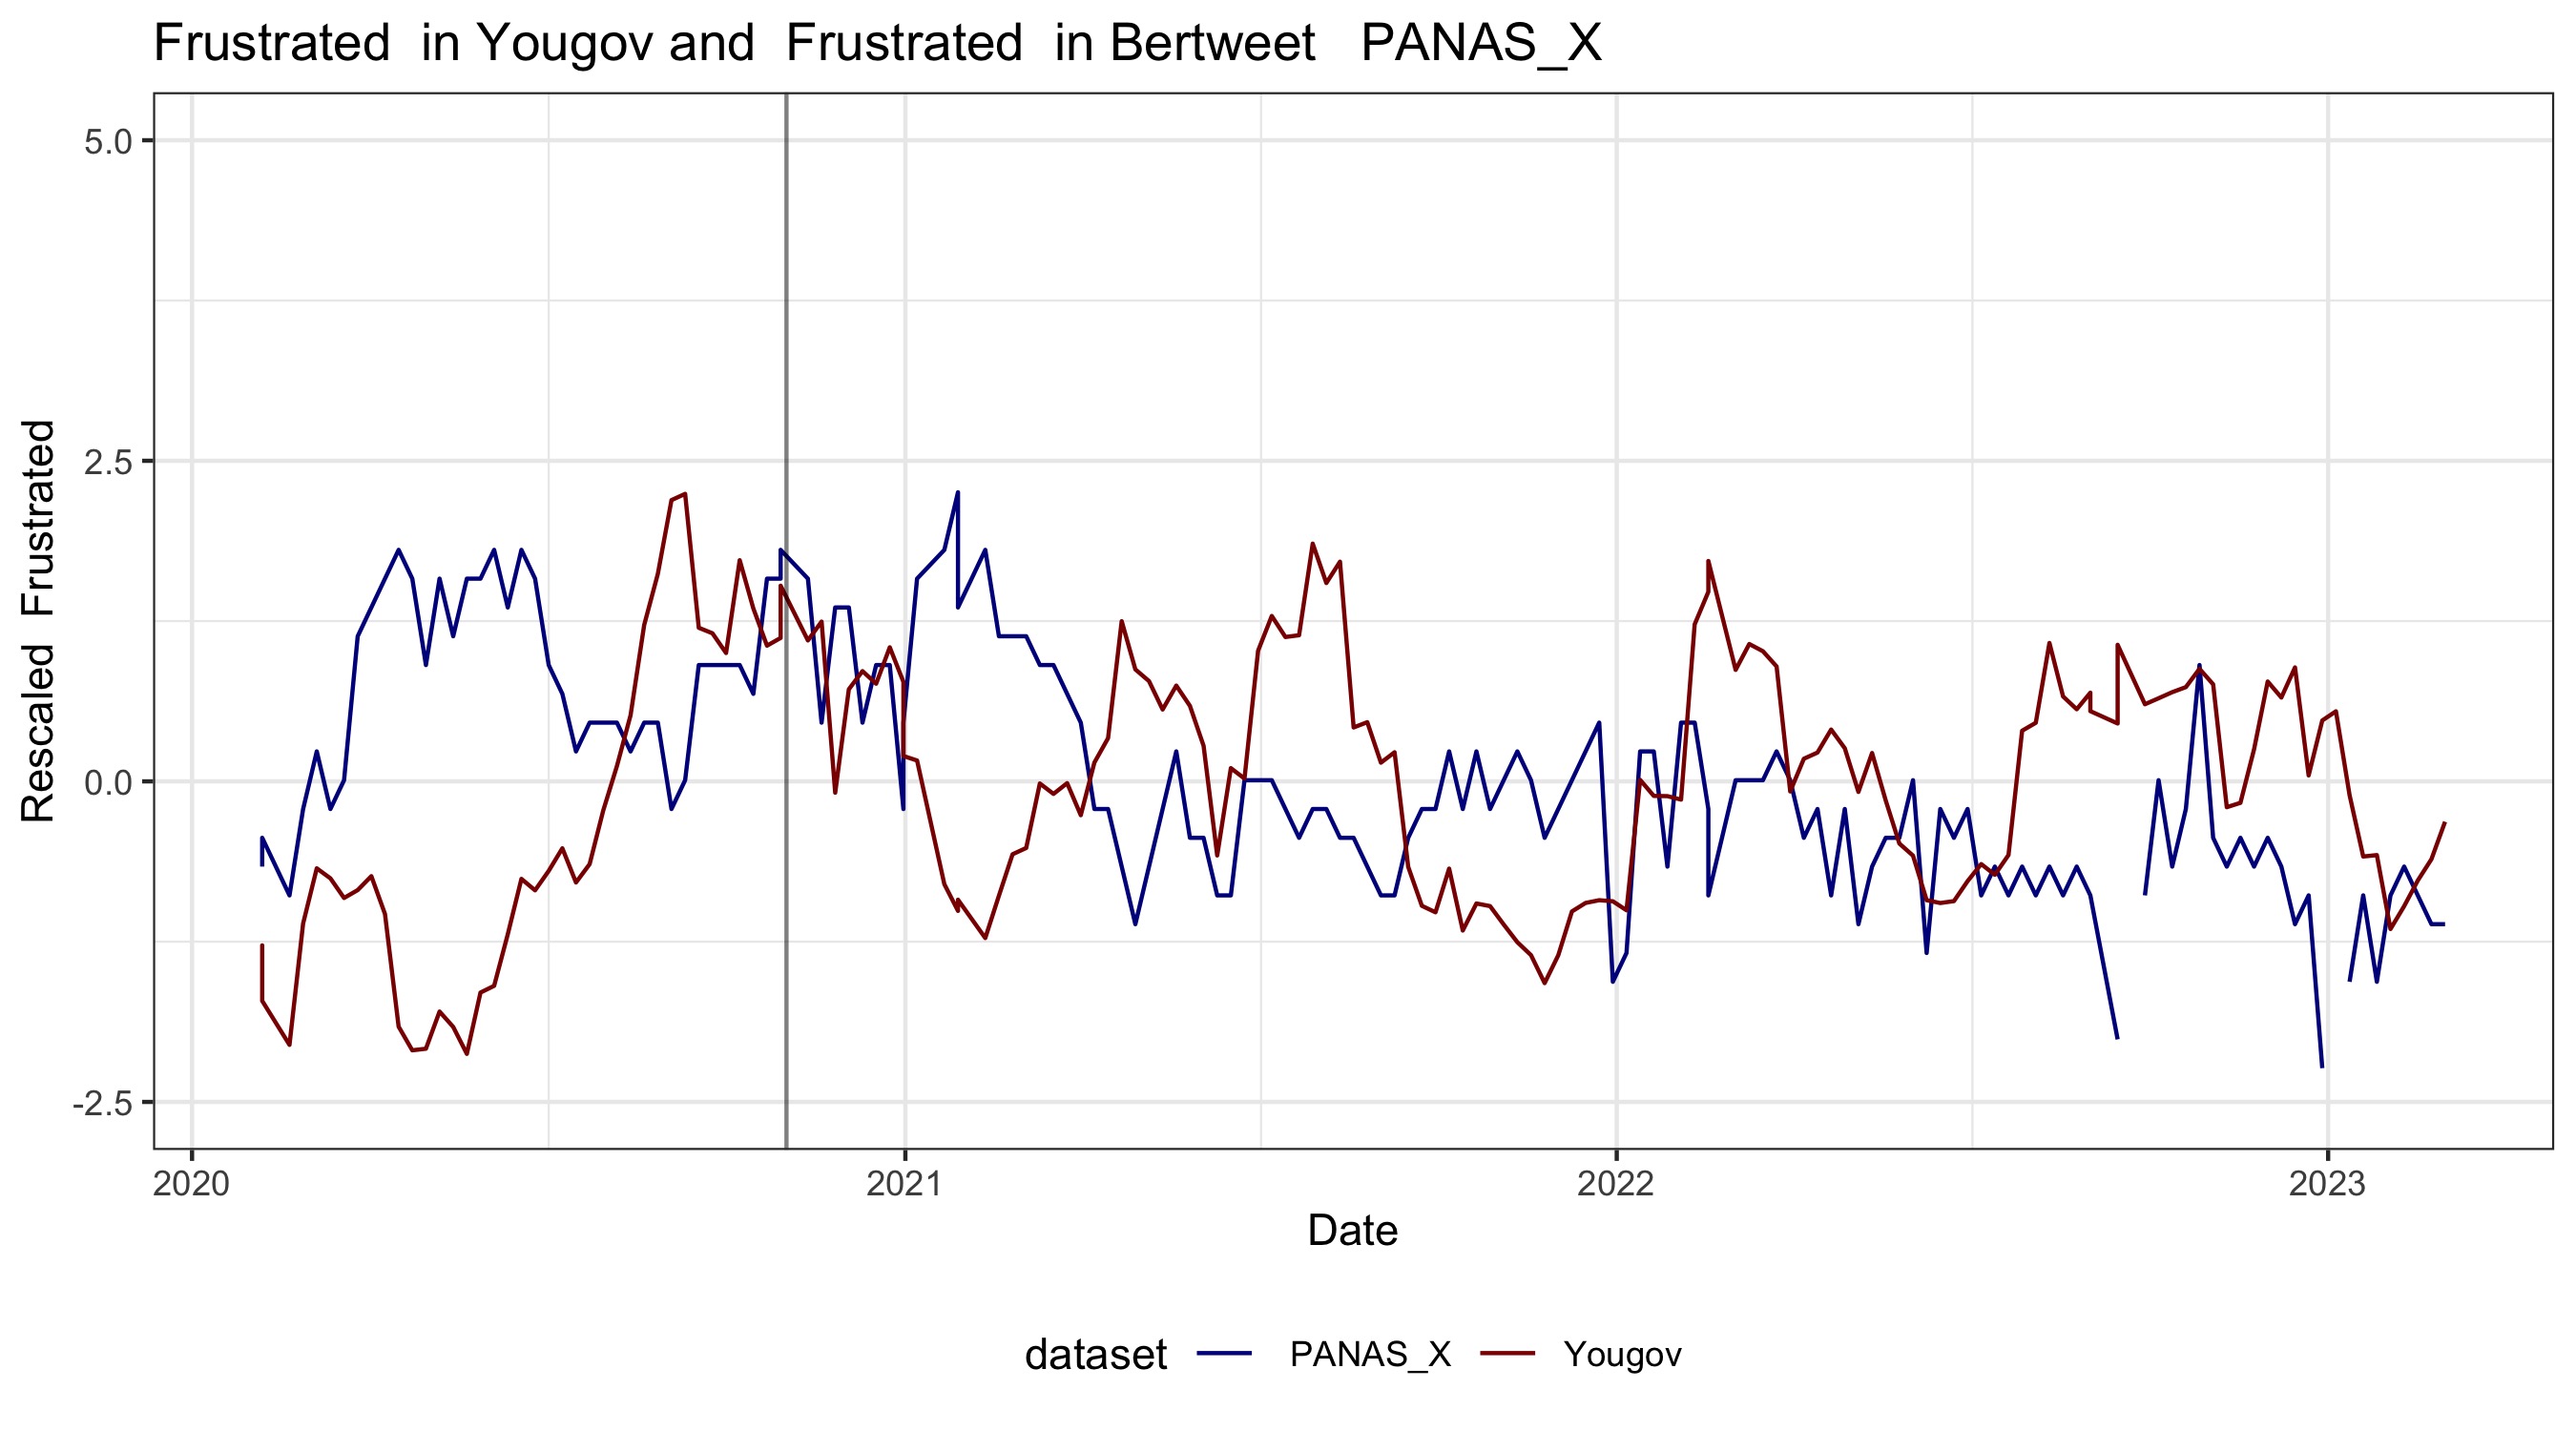 Frustrated  in Yougov and  Frustrated  in Bertweet   PANAS_X
Rescaled  Frustrated
5.0
2.5
0.0
-2.5
2020 2021 2022 2023
Date
dataset PANAS_X Yougov